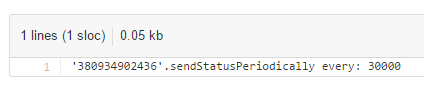 1 lines (1 sloc) 0.05 kb
1 '380934902436'.sendStatusPeriodically every: 30000